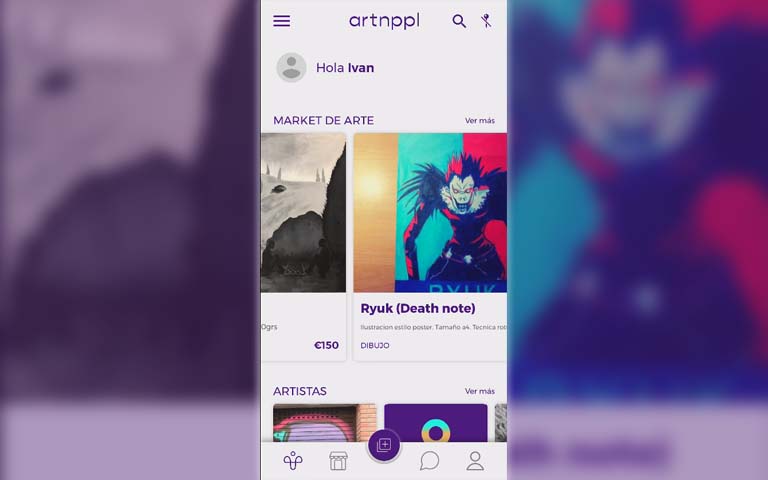 artnppl
Hola Ivan
MARKET DE ARTE
Ver más
RYUK
0grs
€150
Ryuk (Death note)
Ilustracion estilo poster. Tamaño a4. Tecnica rot
DIBUJO
ARTISTAS
Ver más